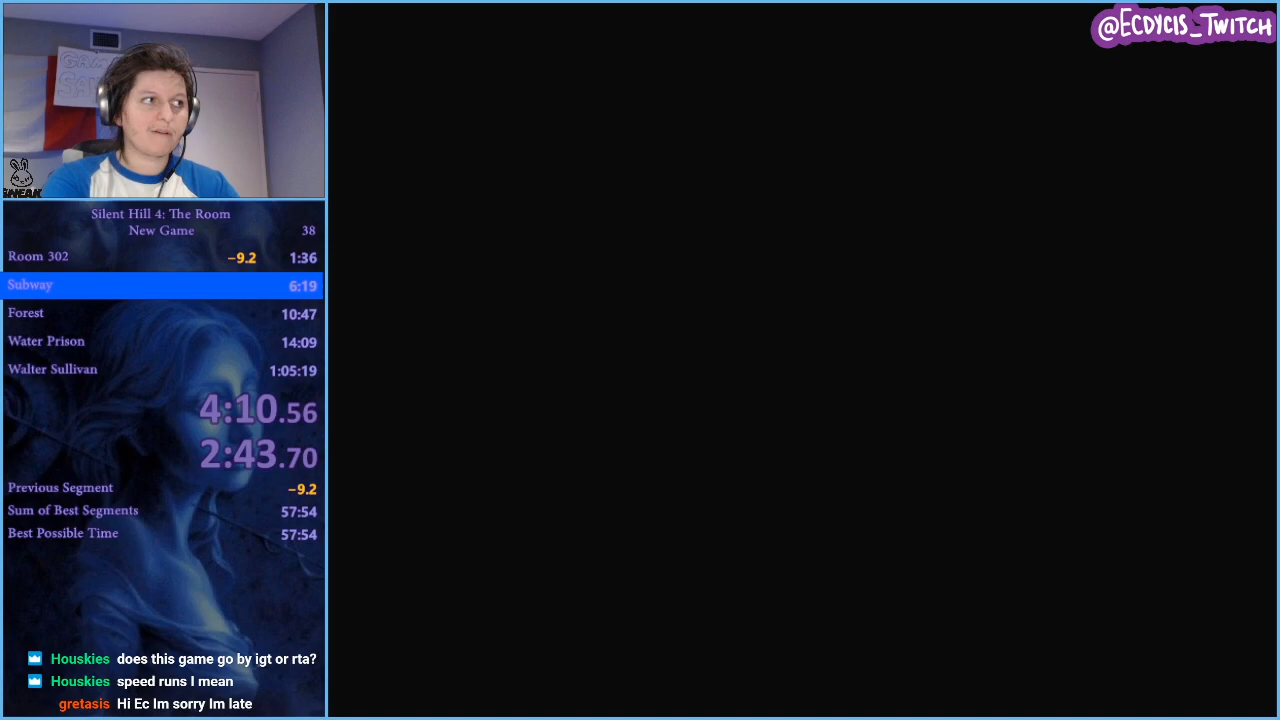 @ECDYCIS_TWITCH
GAME
SNEAK
Silent Hill 4: The Room
New Game 38
Room 302 −9.2 1:36
Subway 6:19
Forest 10:47
Water Prison 14:09
Walter Sullivan 1:05:19
4:10.56
2:43.70
Previous Segment −9.2
Sum of Best Segments 57:54
Best Possible Time 57:54
Houskies does this game go by igt or rta?
Houskies speed runs I mean
gretasis Hi Ec Im sorry Im late